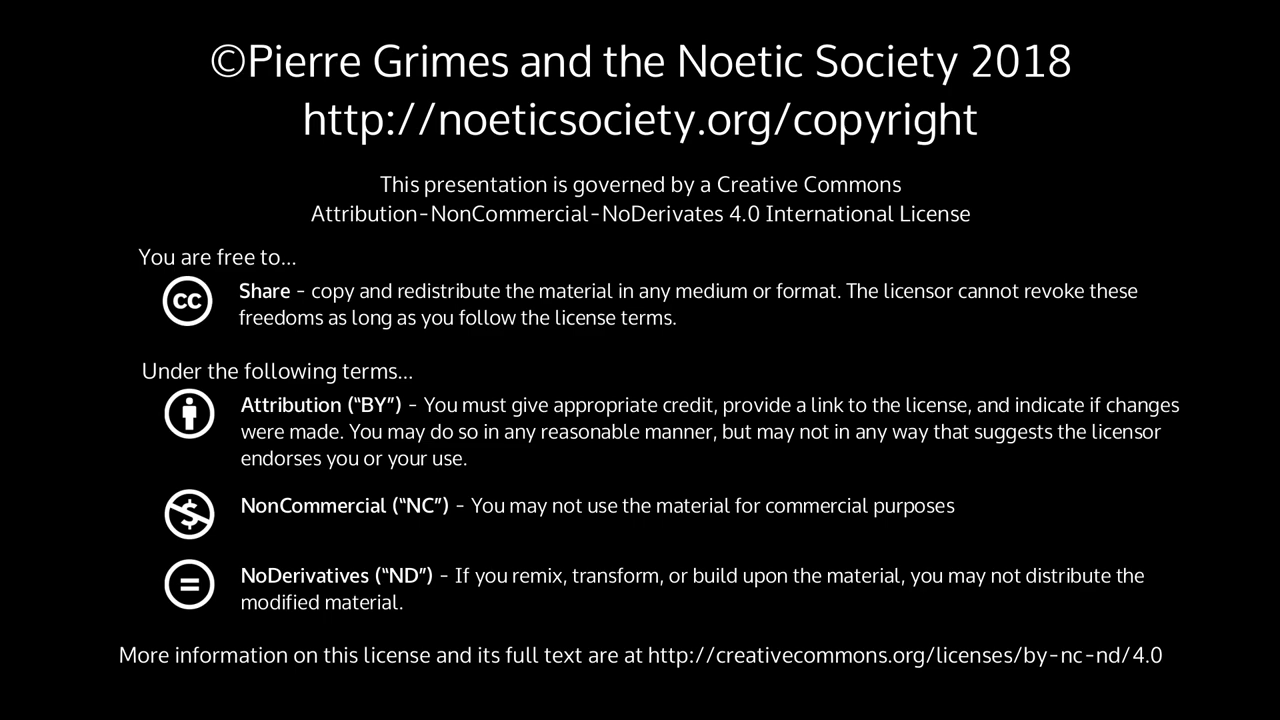 ©Pierre Grimes and the Noetic Society 2018
http://noeticsociety.org/copyright
This presentation is governed by a Creative Commons
Attribution-NonCommercial-NoDerivates 4.0 International License
You are free to...
cc
Share - copy and redistribute the material in any medium or format. The licensor cannot revoke these
freedoms as long as you follow the license terms.
Under the following terms...
Attribution (“BY”) - You must give appropriate credit, provide a link to the license, and indicate if changes
were made. You may do so in any reasonable manner, but may not in any way that suggests the licensor
endorses you or your use.
NonCommercial (“NC”) - You may not use the material for commercial purposes
NoDerivatives (“ND”) - If you remix, transform, or build upon the material, you may not distribute the
modified material.
More information on this license and its full text are at http://creativecommons.org/licenses/by-nc-nd/4.0